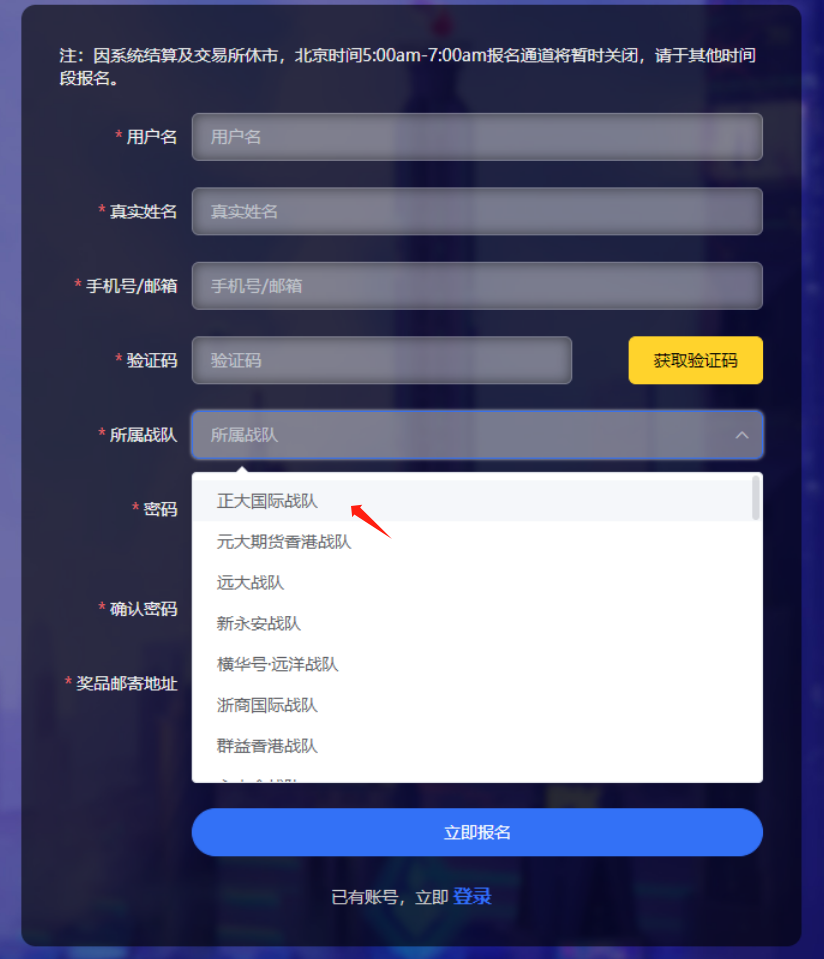 注：因系统结算及交易所休市，北京时间5:00am-7:00am报名通道将暂时关闭，请于其他时间
段报名。
* 用户名 用户名
* 真实姓名 真实姓名
* 手机号/邮箱 手机号/邮箱
* 验证码 验证码 获取验证码
* 所属战队 所属战队
正大国际战队
* 密码
元大期货香港战队
远大战队
* 确认密码
新永安战队
横华号·远洋战队
* 奖品邮寄地址
浙商国际战队
群益香港战队
立即报名
已有账号，立即 登录